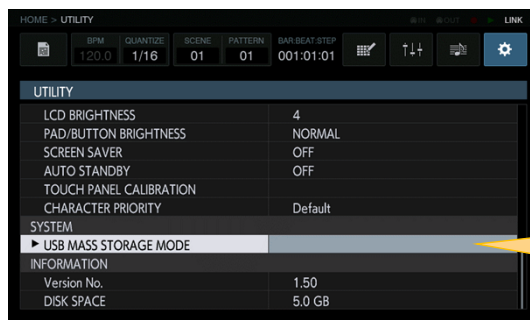 HOME > UTILITY IN OUT LINK
BPM QUANTIZE SCENE PATTERN BAR:BEAT:STEP
120.0 1/16 01 01 001:01:01
UTILITY
LCD BRIGHTNESS 4
PAD/BUTTON BRIGHTNESS NORMAL
SCREEN SAVER OFF
AUTO STANDBY OFF
TOUCH PANEL CALIBRATION
CHARACTER PRIORITY Default
SYSTEM
USB MASS STORAGE MODE
INFORMATION
Version No. 1.50
DISK SPACE 5.0 GB